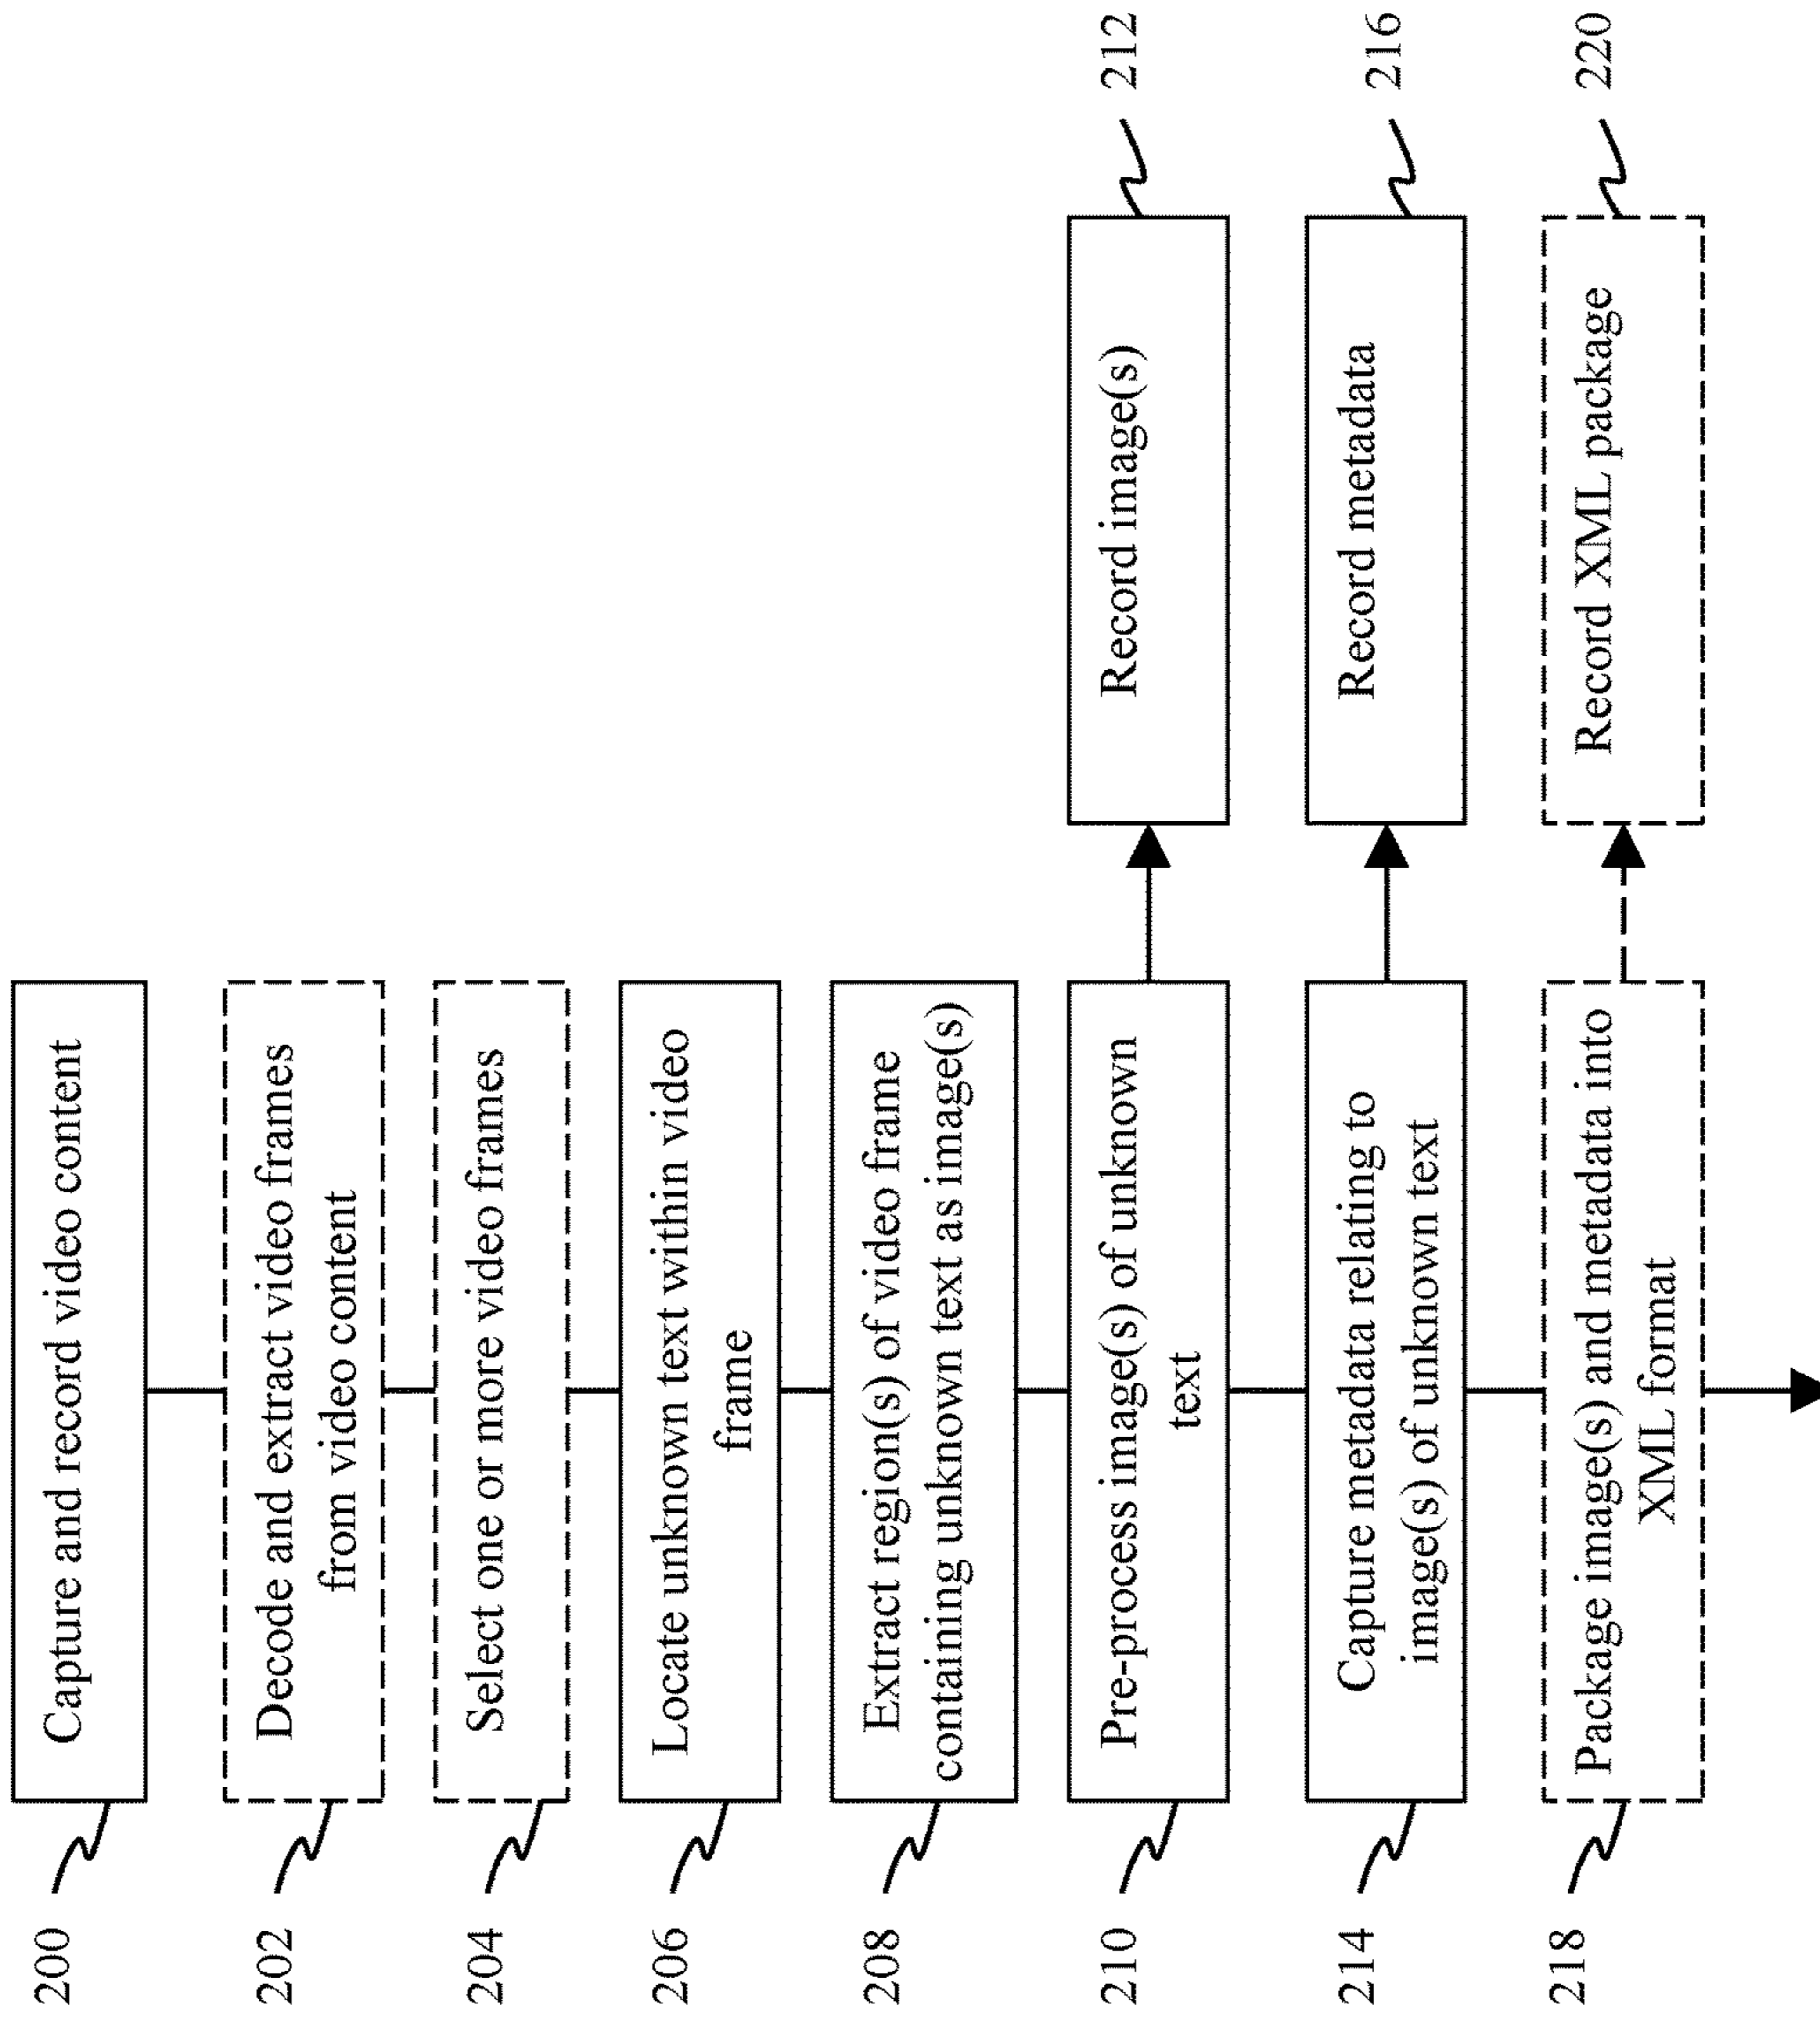 200
Capture and record video content
202
Decode and extract video frames
from video content
204
Select one or more video frames
206
Locate unknown text within video
frame
208
Extract region(s) of video frame
containing unknown text as image(s)
210
Pre-process image(s) of unknown
text
Record image(s)
212
214
Capture metadata relating to
image(s) of unknown text
Record metadata
216
218
Package image(s) and metadata into
XML format
Record XML package
220